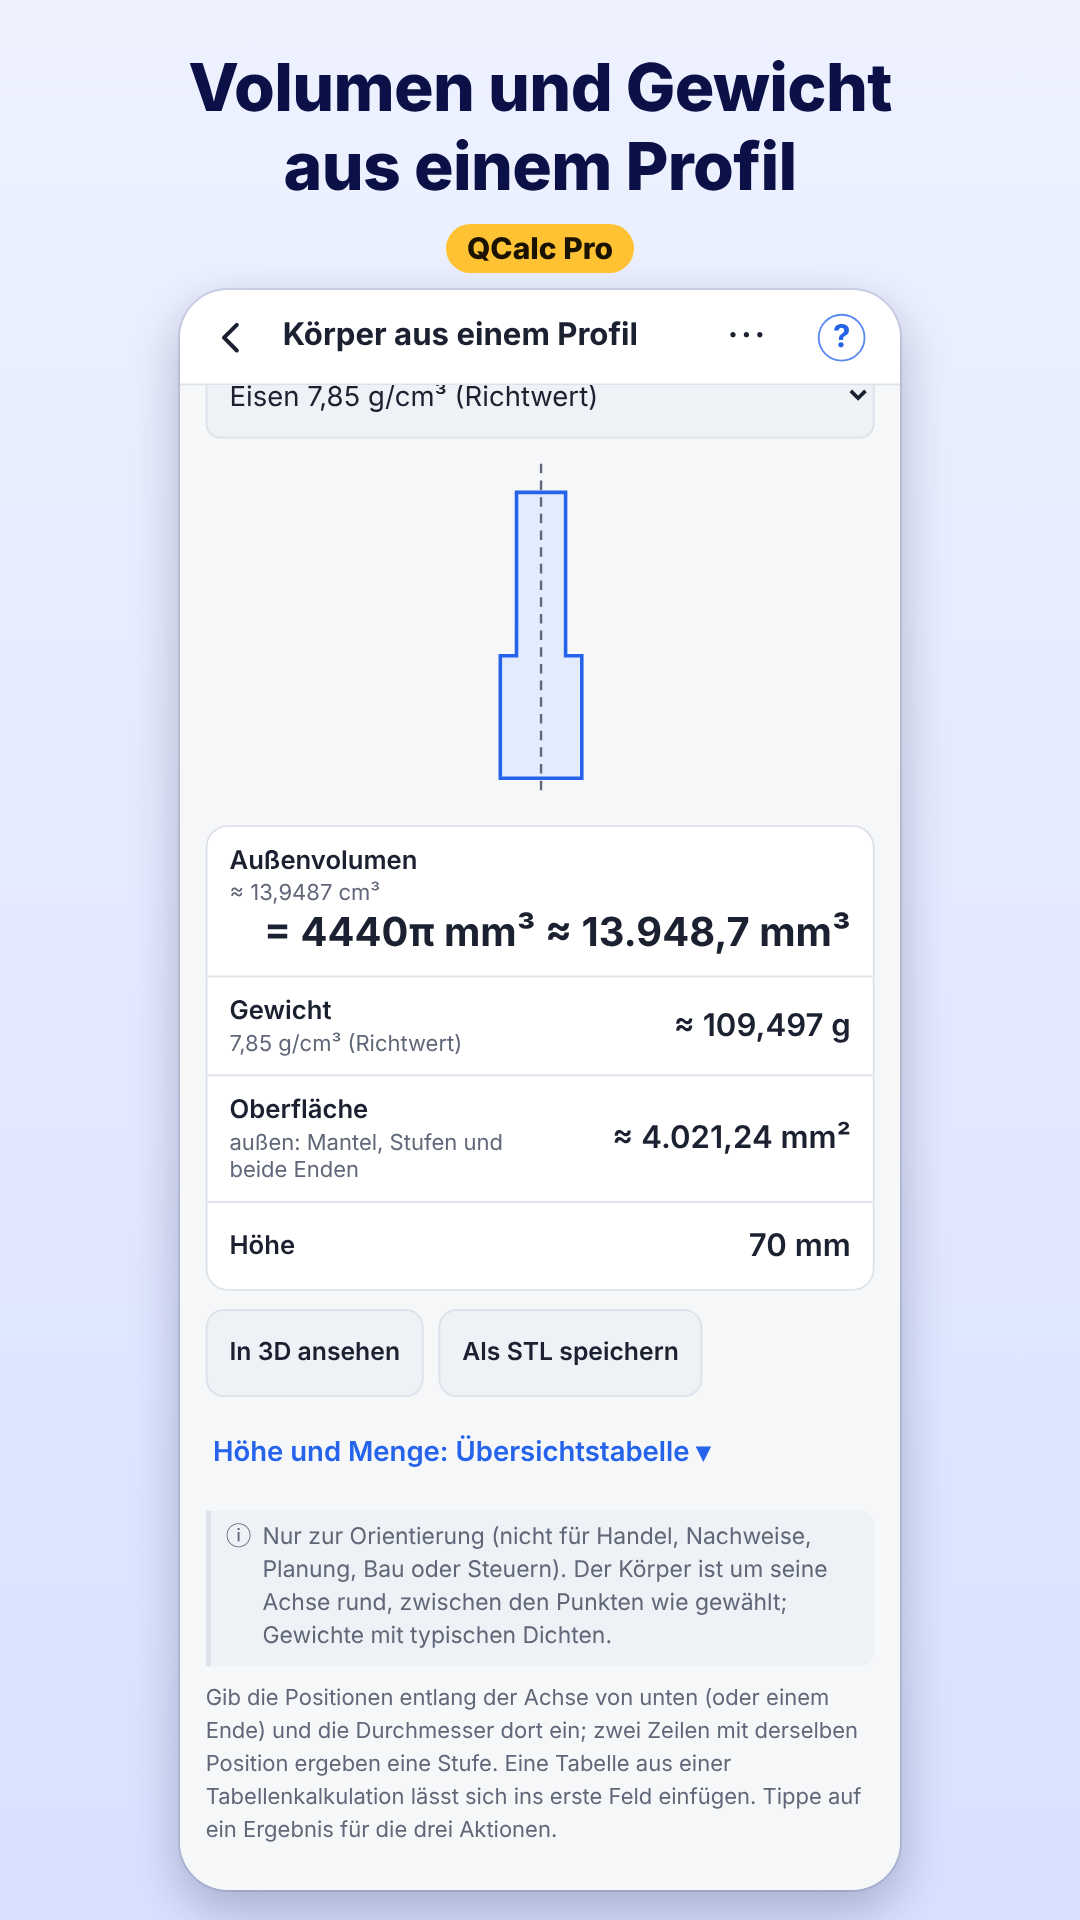 Volumen und Gewicht
aus einem Profil
QCalc Pro
Körper aus einem Profil
···
?
Eisen 7,85 g/cm³ (Richtwert)
Außenvolumen
≈ 13,9487 cm³
= 4440π mm³ ≈ 13.948,7 mm³
Gewicht
7,85 g/cm³ (Richtwert)
≈ 109,497 g
Oberfläche
außen: Mantel, Stufen und
beide Enden
≈ 4.021,24 mm²
Höhe
70 mm
In 3D ansehen
Als STL speichern
Höhe und Menge: Übersichtstabelle ▾
ⓘ Nur zur Orientierung (nicht für Handel, Nachweise,
Planung, Bau oder Steuern). Der Körper ist um seine
Achse rund, zwischen den Punkten wie gewählt;
Gewichte mit typischen Dichten.
Gib die Positionen entlang der Achse von unten (oder einem
Ende) und die Durchmesser dort ein; zwei Zeilen mit derselben
Position ergeben eine Stufe. Eine Tabelle aus einer
Tabellenkalkulation lässt sich ins erste Feld einfügen. Tippe auf
ein Ergebnis für die drei Aktionen.